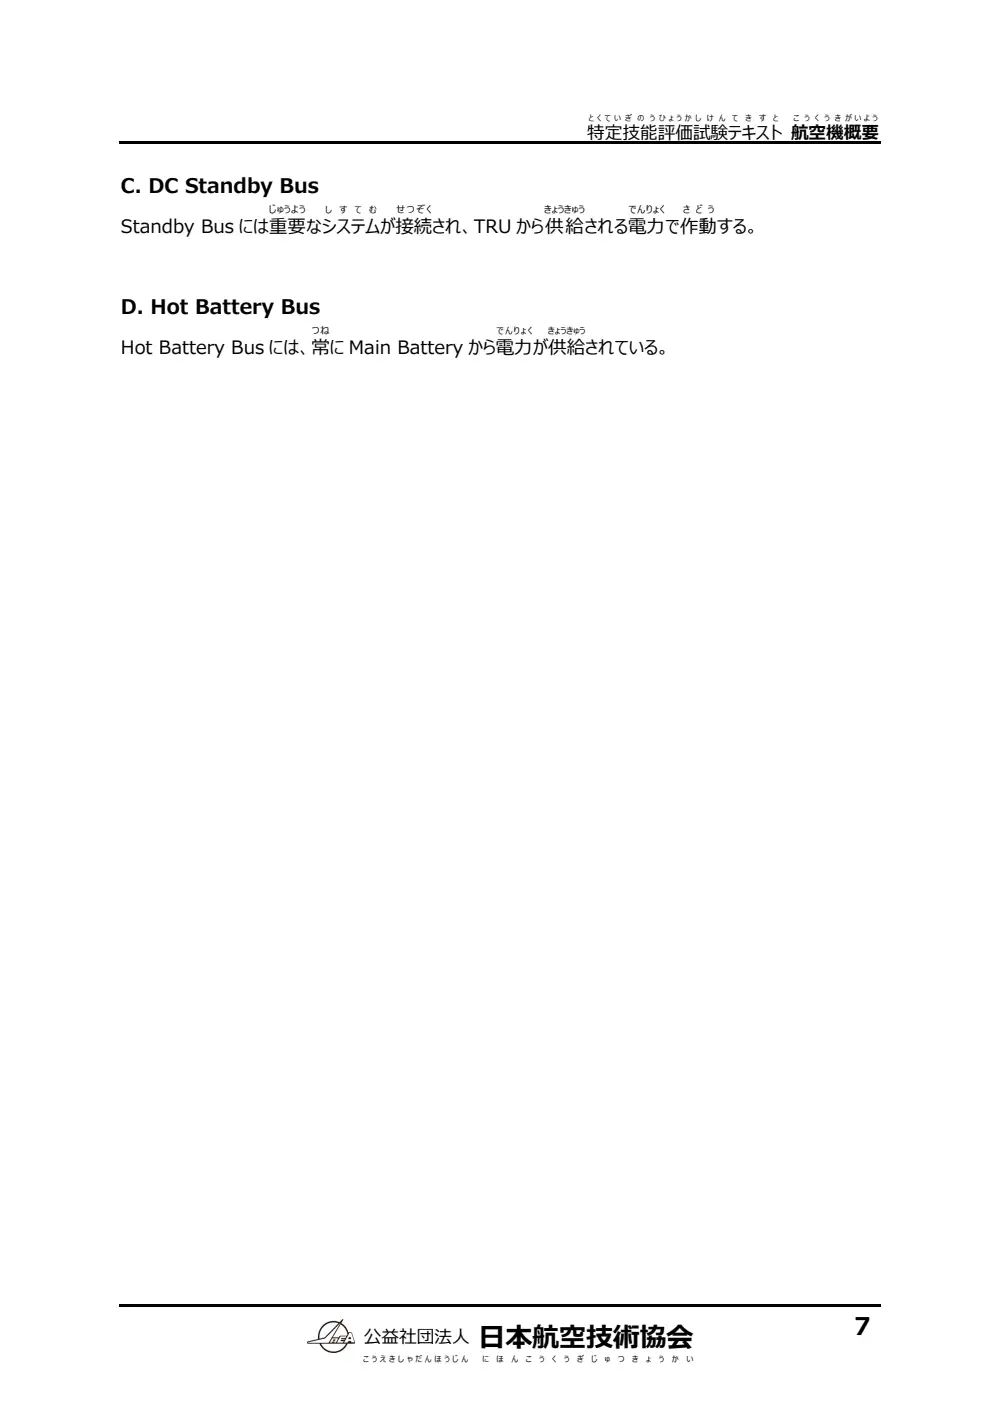 とくていぎのうひょうかしけんてきすと こうくうきがいよう
特定技能評価試験テキスト 航空機概要
C. DC Standby Bus
じゅうよう しすてむ せつぞく きょうきゅう でんりょく さどう
Standby Bus には重要なシステムが接続され、TRU から供給される電力で作動する。
D. Hot Battery Bus
つね でんりょく きょうきゅう
Hot Battery Bus には、常に Main Battery から電力が供給されている。
公益社団法人 日本航空技術協会
こうえきしゃだんほうじん にほんこうくうぎじゅつきょうかい
7